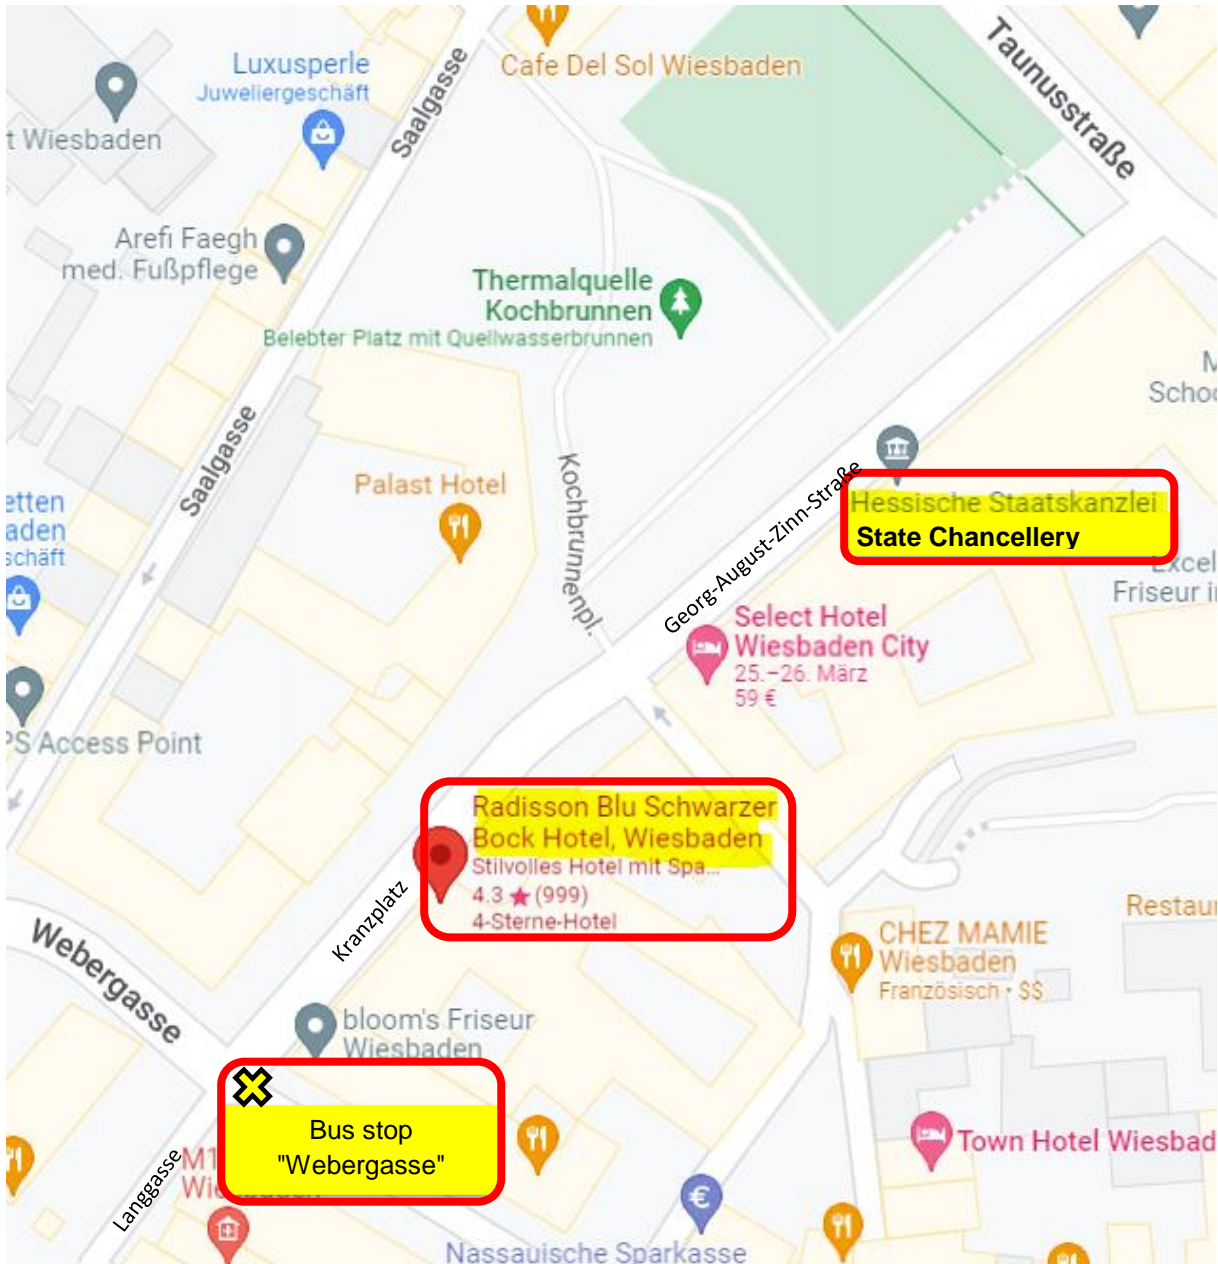 Cafe Del Sol Wiesbaden
Luxusperle
Juweliergeschäft
Saalgasse
Taunusstraße
t Wiesbaden
Arefi Faegh
med. Fußpflege
Thermalquelle
Kochbrunnen
Belebter Platz mit Quellwasserbrunnen
M
Schoo
Saalgasse
Palast Hotel
Kochbrunnenpl.
Georg-August-Zinn-Straße
Hessische Staatskanzlei
State Chancellery
etten
aden
schäft
Excel
Friseur i
Select Hotel
Wiesbaden City
25.–26. März
59 €
PS Access Point
Radisson Blu Schwarzer
Bock Hotel, Wiesbaden
Stilvolles Hotel mit Spa...
4.3 ★ (999)
4-Sterne-Hotel
Kranzplatz
Webergasse
Restaur
CHEZ MAMIE
Wiesbaden
Französisch • $$
bloom's Friseur
Wiesbaden
Bus stop
"Webergasse"
Langgasse
M1
Town Hotel Wiesbad
€
Nassauische Sparkasse